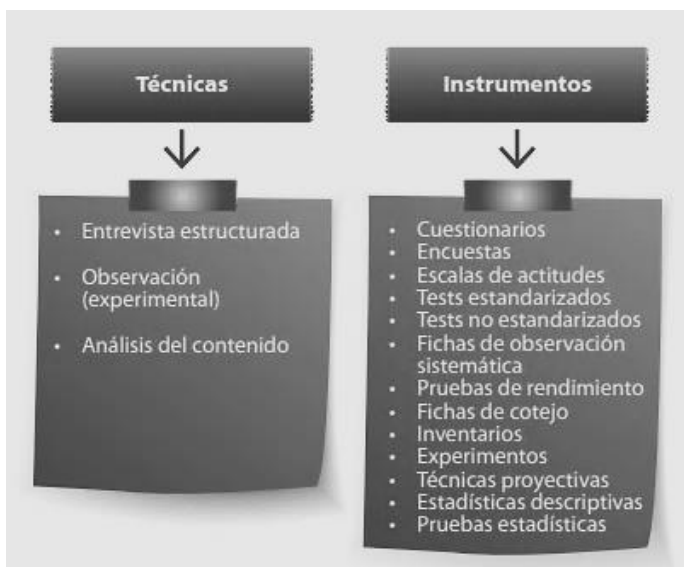 Técnicas
• Entrevista estructurada
• Observación
(experimental)
• Análisis del contenido
Instrumentos
• Cuestionarios
• Encuestas
• Escalas de actitudes
• Tests estandarizados
• Tests no estandarizados
• Fichas de observación
sistemática
• Pruebas de rendimiento
• Fichas de cotejo
• Inventarios
• Experimentos
• Técnicas proyectivas
• Estadísticas descriptivas
• Pruebas estadísticas